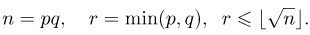 n = pq, r = min(p, q), r ⩽ ⌊√n⌋.